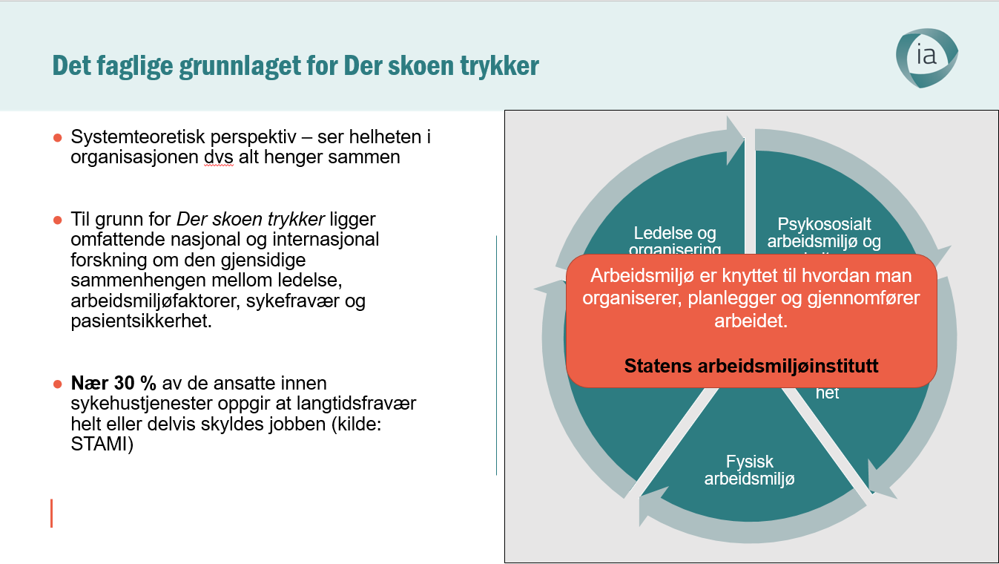 Det faglige grunnlaget for Der skoen trykker
ia
Systemteoretisk perspektiv – ser helheten i
organisasjonen dvs alt henger sammen
Til grunn for Der skoen trykker ligger
omfattende nasjonal og internasjonal
forskning om den gjensidige
sammenhengen mellom ledelse,
arbeidsmiljøfaktorer, sykefravær og
pasientsikkerhet.
Nær 30 % av de ansatte innen
sykehustjenester oppgir at langtidsfravær
helt eller delvis skyldes jobben (kilde:
STAMI)
Ledelse og
organisering
Psykososialt
arbeidsmiljø og
Arbeidsmiljø er knyttet til hvordan man
organiserer, planlegger og gjennomfører
arbeidet.
Statens arbeidsmiljøinstitutt
het
Fysisk
arbeidsmiljø